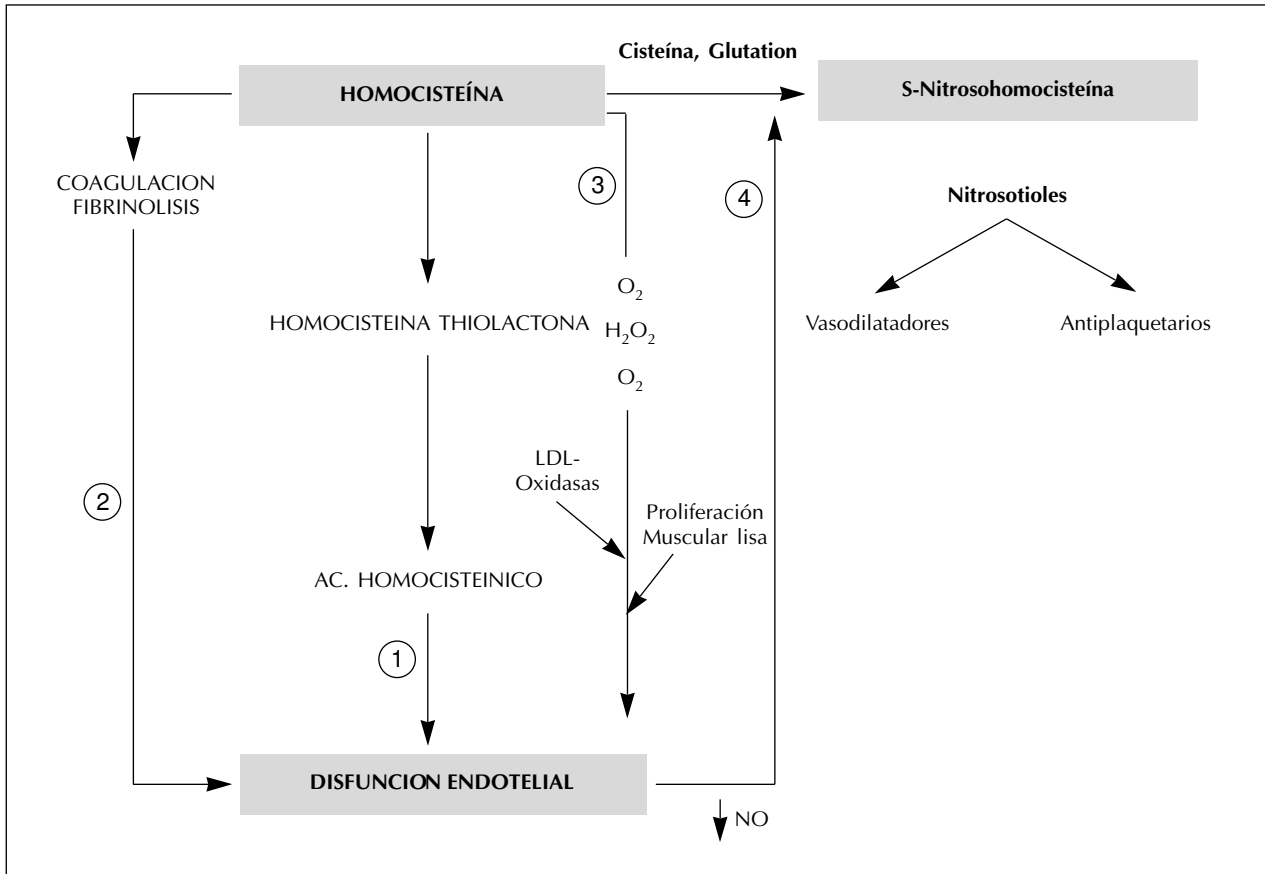 Cisteína, Glutation
HOMOCISTEÍNA
S-Nitrosohomocisteína
COAGULACION
FIBRINOLISIS
3
4
Nitrosotioles
O2
HOMOCISTEINA THIOLACTONA
H2O2
Vasodilatadores
Antiplaquetarios
O2
LDL-
Oxidasas
2
Proliferación
Muscular lisa
AC. HOMOCISTEINICO
1
DISFUNCION ENDOTELIAL
NO